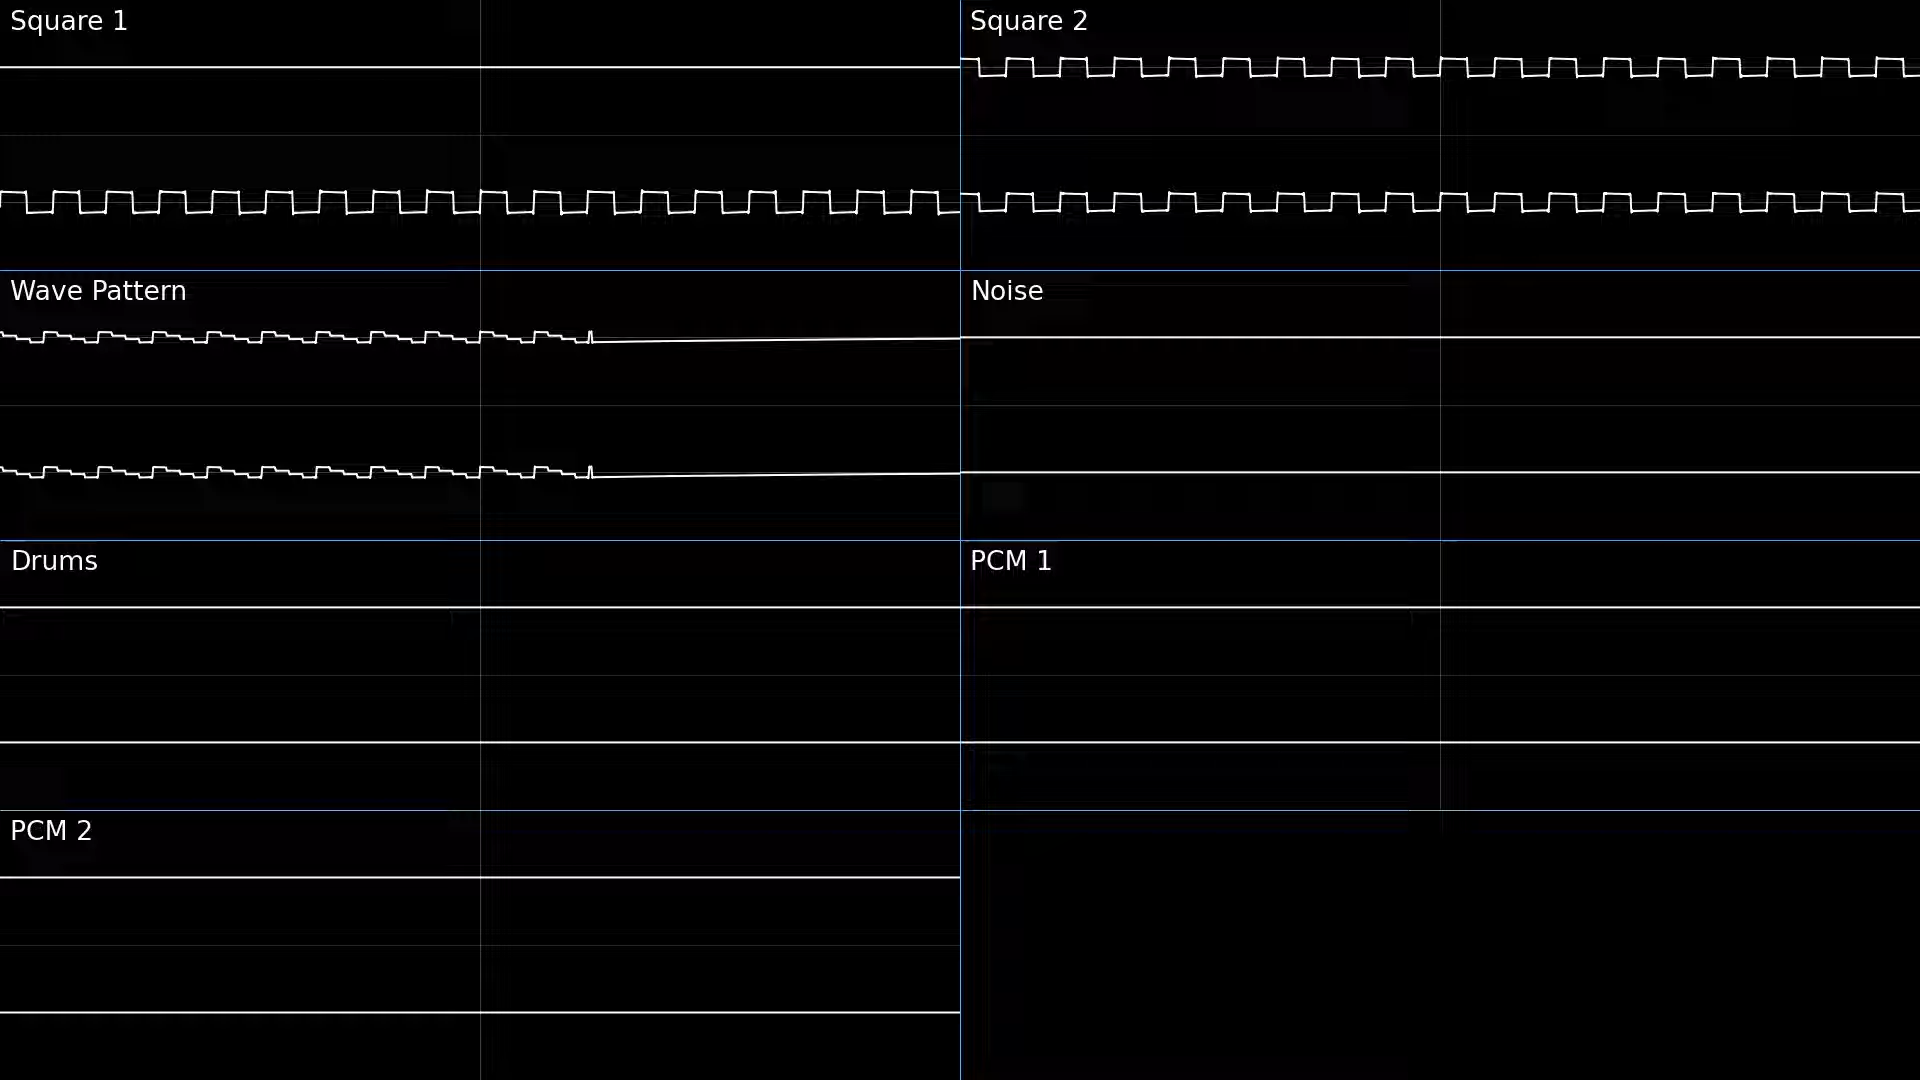 Square 1
Square 2
Wave Pattern
Noise
Drums
PCM 1
PCM 2